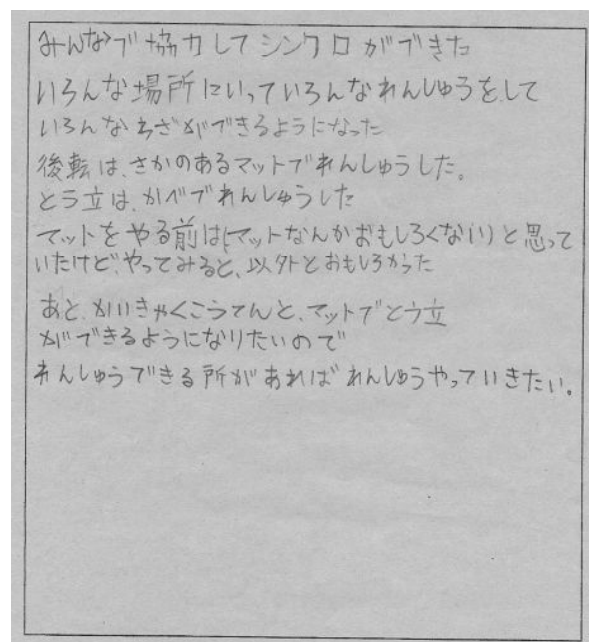 みんなで協力してシンクロができた
いろんな場所にいっていろんなれんしゅうをして
いろんなわざができるようになった
後転は、さかのあるマットでれんしゅうした。
とう立は、かべでれんしゅうした
マットをやる前は(マットなんかおもしろくない)と思って
いたけど、やってみると、以外とおもしろかった
あと、かいきゃくこうてんと、マットでとう立
ができるようになりたいので
れんしゅうできる所があればれんしゅうやっていきたい。